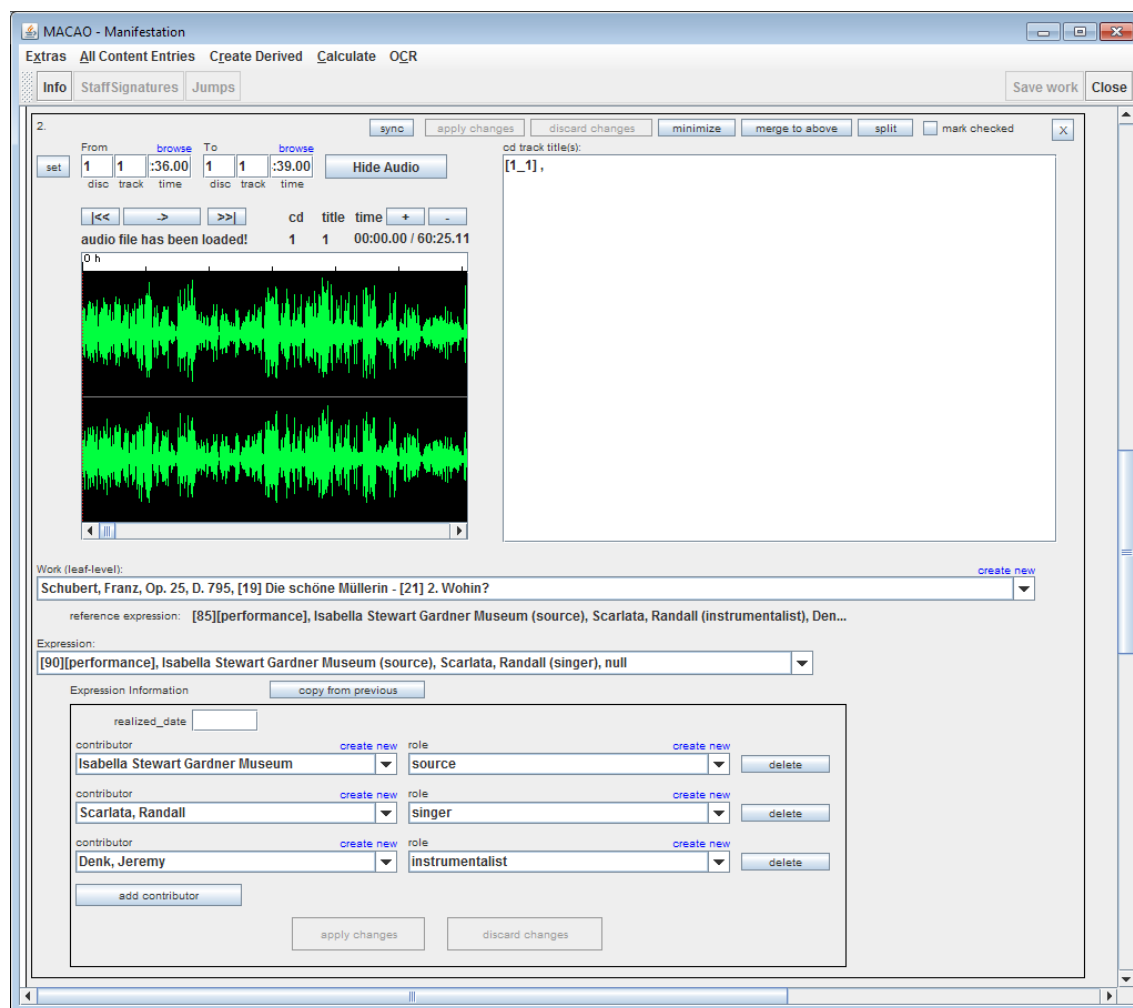 MACAO - Manifestation
Extras All Content Entries Create Derived Calculate OCR
Info StaffSignatures Jumps Save work Close
2. sync apply changes discard changes minimize merge to above split mark checked X
From browse To browse cd track title(s):
set 1 1 :36.00 1 1 :39.00 Hide Audio [1_1] ,
disc track time disc track time
|<< -> >>| cd title time + -
audio file has been loaded! 1 1 00:00.00 / 60:25.11
0 h
Work (leaf-level): create new
Schubert, Franz, Op. 25, D. 795, [19] Die schöne Müllerin - [21] 2. Wohin?
reference expression: [85][performance], Isabella Stewart Gardner Museum (source), Scarlata, Randall (instrumentalist), Den...
Expression:
[90][performance], Isabella Stewart Gardner Museum (source), Scarlata, Randall (singer), null
Expression Information copy from previous
realized_date
contributor create new role create new
Isabella Stewart Gardner Museum source delete
contributor create new role create new
Scarlata, Randall singer delete
contributor create new role create new
Denk, Jeremy instrumentalist delete
add contributor
apply changes discard changes